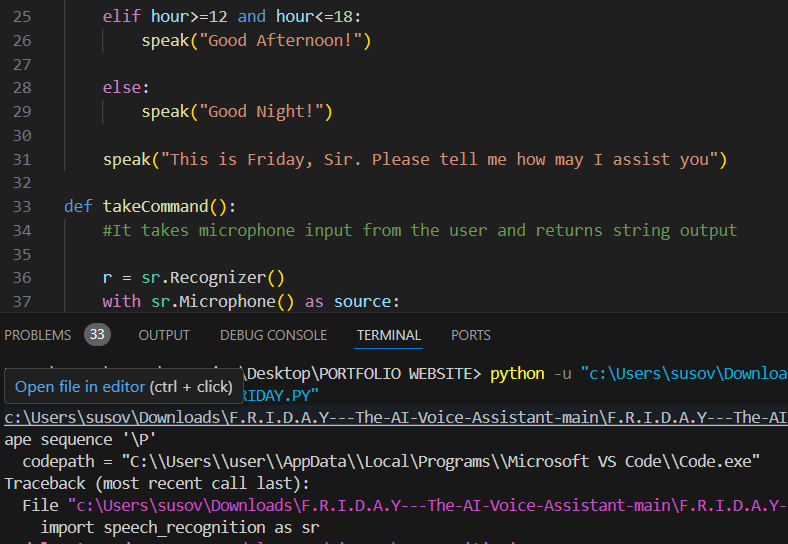 25 elif hour>=12 and hour<=18:
26 speak("Good Afternoon!")
27
28 else:
29 speak("Good Night!")
30
31 speak("This is Friday, Sir. Please tell me how may I assist you")
32
33 def takeCommand():
34 #It takes microphone input from the user and returns string output
35
36 r = sr.Recognizer()
37 with sr.Microphone() as source:
PROBLEMS 33 OUTPUT DEBUG CONSOLE TERMINAL PORTS
\Desktop\PORTFOLIO WEBSITE> python -u "c:\Users\susov\Downloa
Open file in editor (ctrl + click) RIDAY.PY"
c:\Users\susov\Downloads\F.R.I.D.A.Y---The-AI-Voice-Assistant-main\F.R.I.D.A.Y---The-AI
ape sequence '\P'
codepath = "C:\\Users\\user\\AppData\\Local\\Programs\\Microsoft VS Code\\Code.exe"
Traceback (most recent call last):
File "c:\Users\susov\Downloads\F.R.I.D.A.Y---The-AI-Voice-Assistant-main\F.R.I.D.A.Y-
import speech_recognition as sr